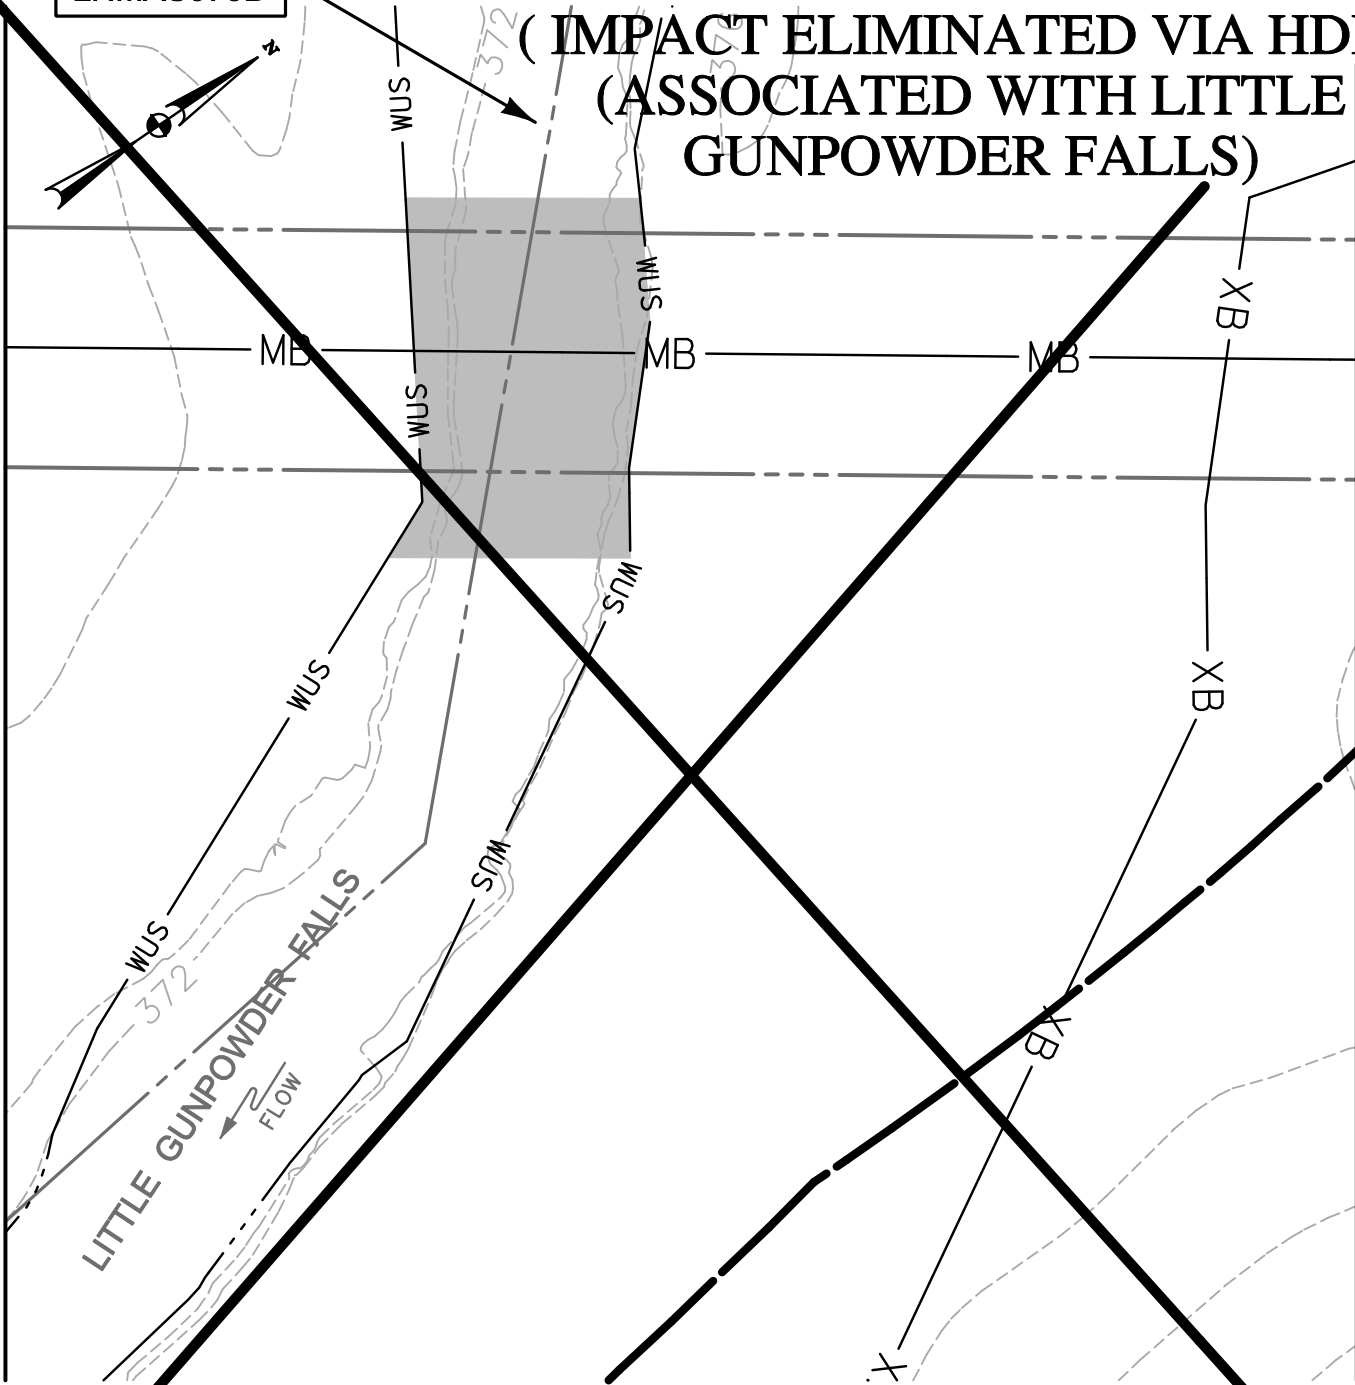 ( IMPACT ELIMINATED VIA
(ASSOCIATED WITH LITTLE
GUNPOWDER FALLS)
N
372
WUS
WUS
XB
MB
MB
MB
WUS
WUS
WUS
XB
WUS
WUS
372
XB
LITTLE GUNPOWDER FALLS
FLOW
X